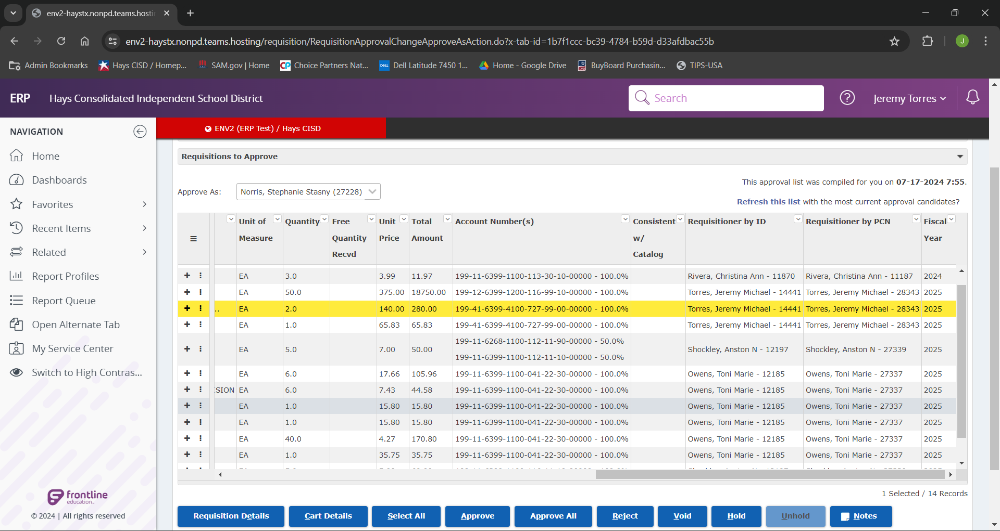 env2-haystx.nonpd.teams.hosti
env2-haystx.nonpd.teams.hosting/requisition/RequisitionApprovalChangeApproveAsAction.do?x-tab-id=1b7f1ccc-bc39-4784-b59d-d33afdbac55b
J
Admin Bookmarks
Hays CISD / Homep...
SAM.gov | Home
Choice Partners Nat...
Dell Latitude 7450 1...
Home - Google Drive
BuyBoard Purchasin...
TIPS-USA
ERP
Hays Consolidated Independent School District
Search
Jeremy Torres
NAVIGATION
ENV2 (ERP Test) / Hays CISD
Home
Dashboards
Favorites
Recent Items
Related
Report Profiles
Report Queue
Open Alternate Tab
My Service Center
Switch to High Contras...
frontline
education
© 2024 | All rights reserved
Requisitions to Approve
This approval list was compiled for you on 07-17-2024 7:55.
Approve As: Norris, Stephanie Stasny (27228)
Refresh this list with the most current approval candidates?
Unit of Measure Quantity Free Quantity Recvd Unit Price Total Amount Account Number(s) Consistent w/ Catalog Requisitioner by ID Requisitioner by PCN Fiscal Year
EA 3.0 3.99 11.97 199-11-6399-1100-113-30-10-00000 - 100.0% Rivera, Christina Ann - 11870 Rivera, Christina Ann - 11187 2024
EA 50.0 375.00 18750.00 199-12-6399-1200-116-99-10-00000 - 100.0% Torres, Jeremy Michael - 14441 Torres, Jeremy Michael - 28343 2025
.. EA 2.0 140.00 280.00 199-41-6399-4100-727-99-00-00000 - 100.0% Torres, Jeremy Michael - 14441 Torres, Jeremy Michael - 28343 2025
EA 1.0 65.83 65.83 199-41-6399-4100-727-99-00-00000 - 100.0% Torres, Jeremy Michael - 14441 Torres, Jeremy Michael - 28343 2025
199-11-6268-1100-112-11-90-00000 - 50.0%
EA 5.0 7.00 50.00 Shockley, Anston N - 12197 Shockley, Anston N - 27339 2025
199-11-6399-1100-112-11-10-00000 - 50.0%
EA 6.0 17.66 105.96 199-11-6399-1100-041-22-30-00000 - 100.0% Owens, Toni Marie - 12185 Owens, Toni Marie - 27337 2025
SION EA 6.0 7.43 44.58 199-11-6399-1100-041-22-30-00000 - 100.0% Owens, Toni Marie - 12185 Owens, Toni Marie - 27337 2025
EA 1.0 15.80 15.80 199-11-6399-1100-041-22-30-00000 - 100.0% Owens, Toni Marie - 12185 Owens, Toni Marie - 27337 2025
EA 1.0 15.80 15.80 199-11-6399-1100-041-22-30-00000 - 100.0% Owens, Toni Marie - 12185 Owens, Toni Marie - 27337 2025
EA 40.0 4.27 170.80 199-11-6399-1100-041-22-30-00000 - 100.0% Owens, Toni Marie - 12185 Owens, Toni Marie - 27337 2025
EA 1.0 35.75 35.75 199-11-6399-1100-041-22-30-00000 - 100.0% Owens, Toni Marie - 12185 Owens, Toni Marie - 27337 2025
1 Selected / 14 Records
Requisition Details
Cart Details
Select All
Approve
Approve All
Reject
Void
Hold
Unhold
Notes